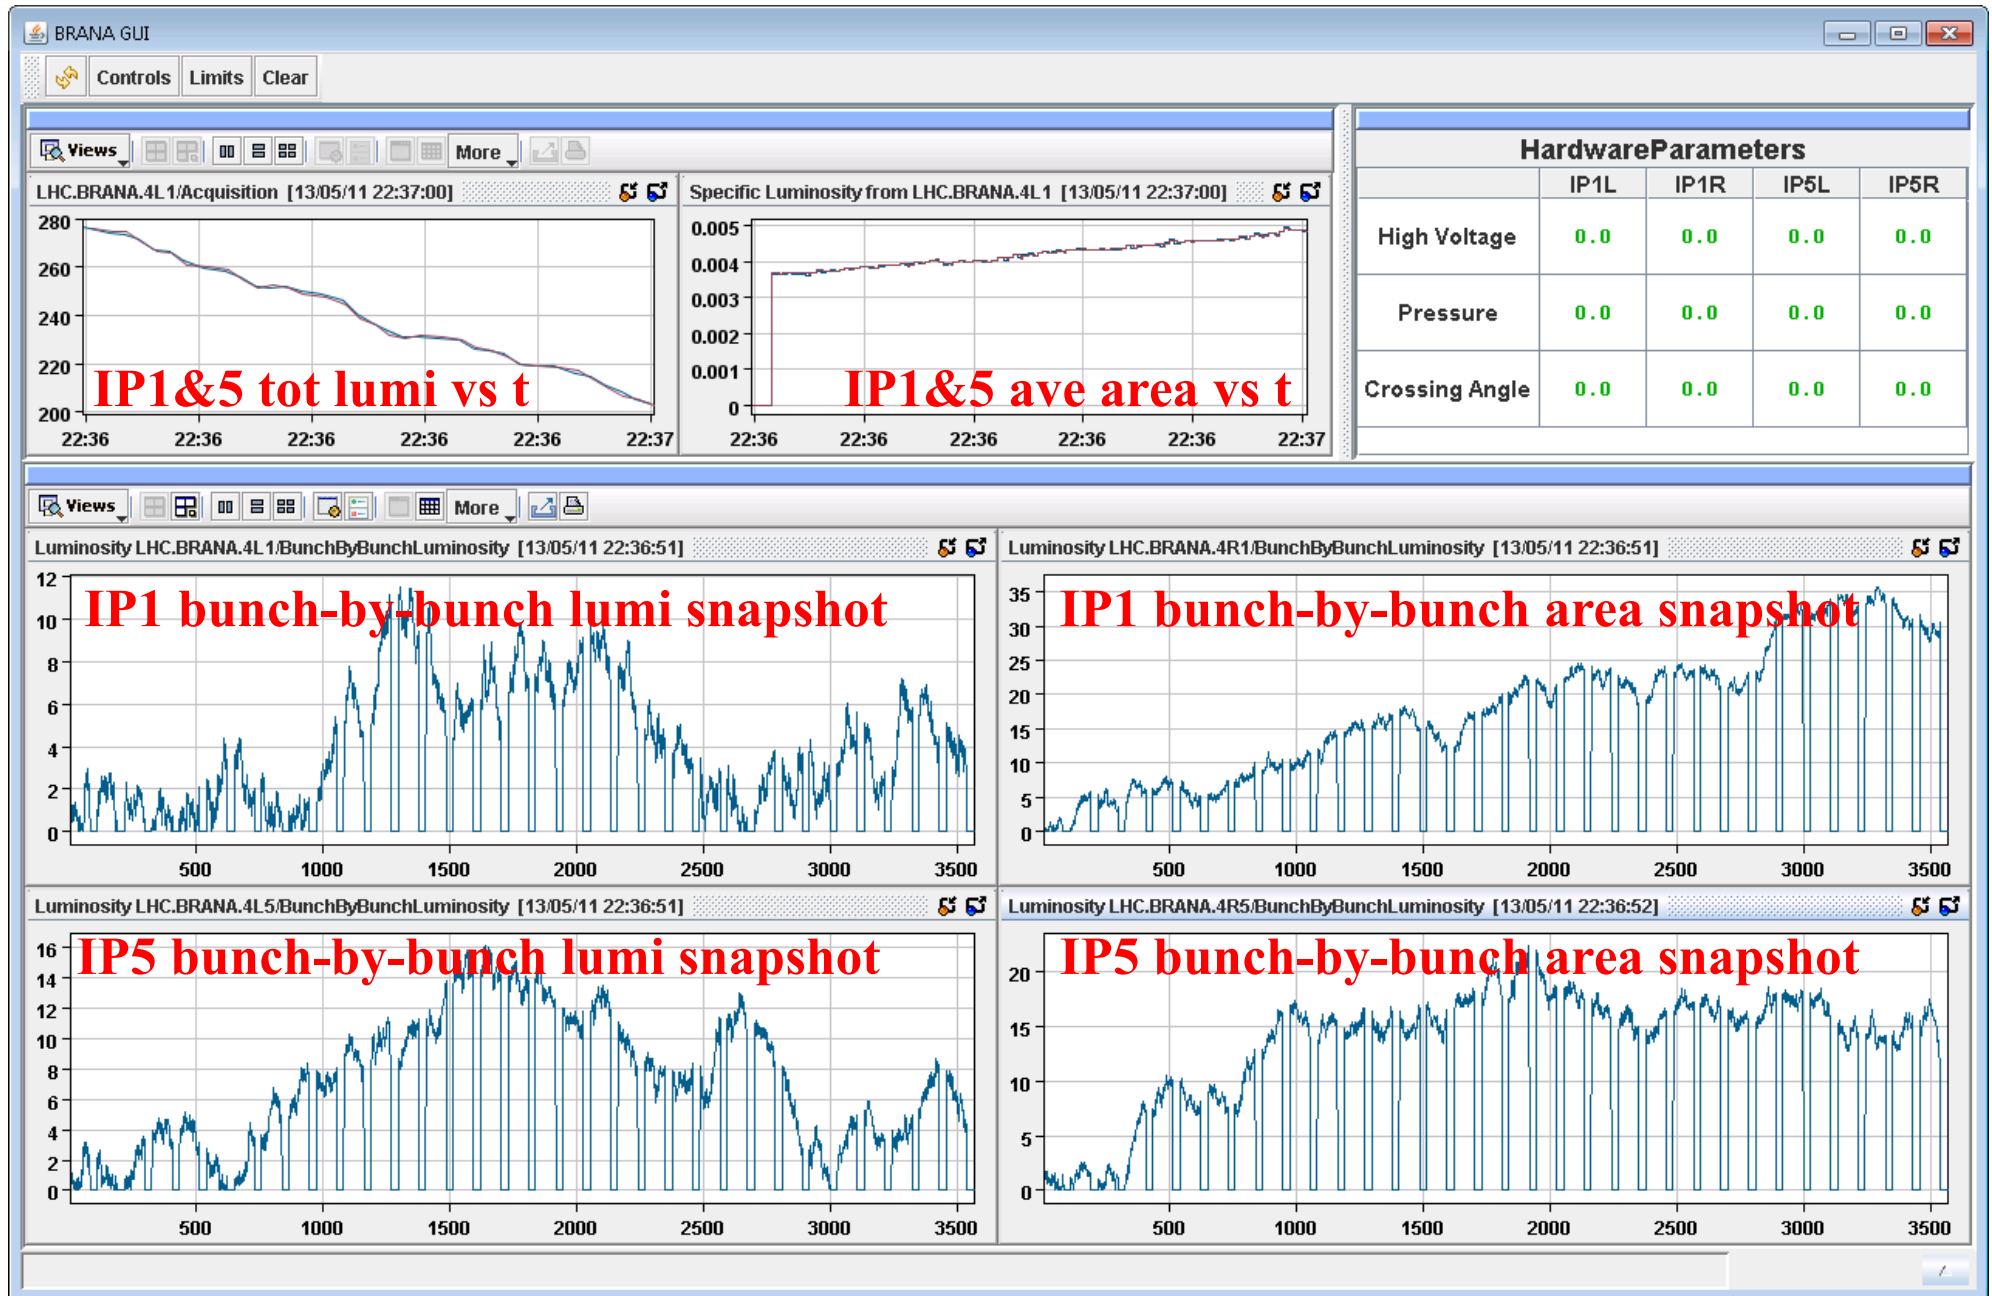 BRANA GUI
Controls Limits Clear
Views More
LHC.BRANA.4L1/Acquisition [13/05/11 22:37:00]
280
260
240
220
200
22:36 22:36 22:36 22:36 22:36 22:37
IP1&5 tot lumi vs t
Specific Luminosity from LHC.BRANA.4L1 [13/05/11 22:37:00]
0.005
0.004
0.003
0.002
0.001
0
22:36 22:36 22:36 22:36 22:36 22:37
IP1&5 ave area vs t
HardwareParameters
IP1L IP1R IP5L IP5R
High Voltage 0.0 0.0 0.0 0.0
Pressure 0.0 0.0 0.0 0.0
Crossing Angle 0.0 0.0 0.0 0.0
Views More
Luminosity LHC.BRANA.4L1/BunchByBunchLuminosity [13/05/11 22:36:51]
IP1 bunch-by-bunch lumi snapshot
12
10
8
6
4
2
0
500 1000 1500 2000 2500 3000 3500
Luminosity LHC.BRANA.4R1/BunchByBunchLuminosity [13/05/11 22:36:51]
IP1 bunch-by-bunch area snapshot
35
30
25
20
15
10
5
0
500 1000 1500 2000 2500 3000 3500
Luminosity LHC.BRANA.4L5/BunchByBunchLuminosity [13/05/11 22:36:51]
IP5 bunch-by-bunch lumi snapshot
16
14
12
10
8
6
4
2
0
500 1000 1500 2000 2500 3000 3500
Luminosity LHC.BRANA.4R5/BunchByBunchLuminosity [13/05/11 22:36:52]
IP5 bunch-by-bunch area snapshot
20
15
10
5
0
500 1000 1500 2000 2500 3000 3500